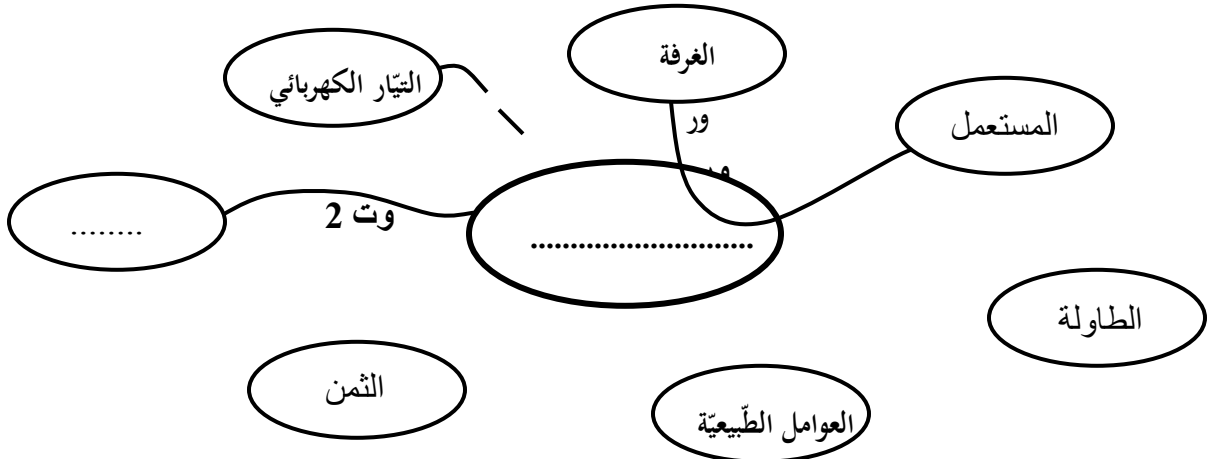 الغرفة
التيّار الكهربائي
المستعمل
ور
وت 2
........
...........................
الطاولة
الثمن
العوامل الطّبيعيّة